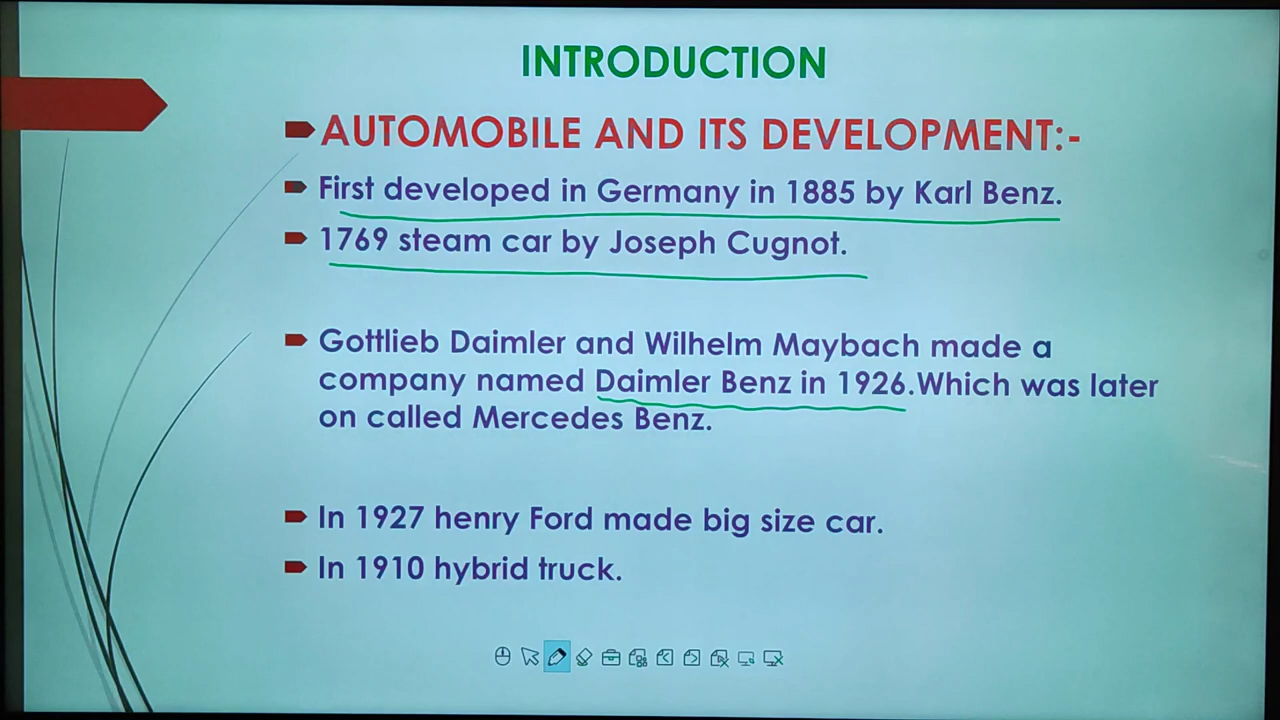 INTRODUCTION
AUTOMOBILE AND ITS DEVELOPMENT:-
First developed in Germany in 1885 by Karl Benz.
1769 steam car by Joseph Cugnot.
Gottlieb Daimler and Wilhelm Maybach made a
company named Daimler Benz in 1926.Which was later
on called Mercedes Benz.
In 1927 henry Ford made big size car.
In 1910 hybrid truck.